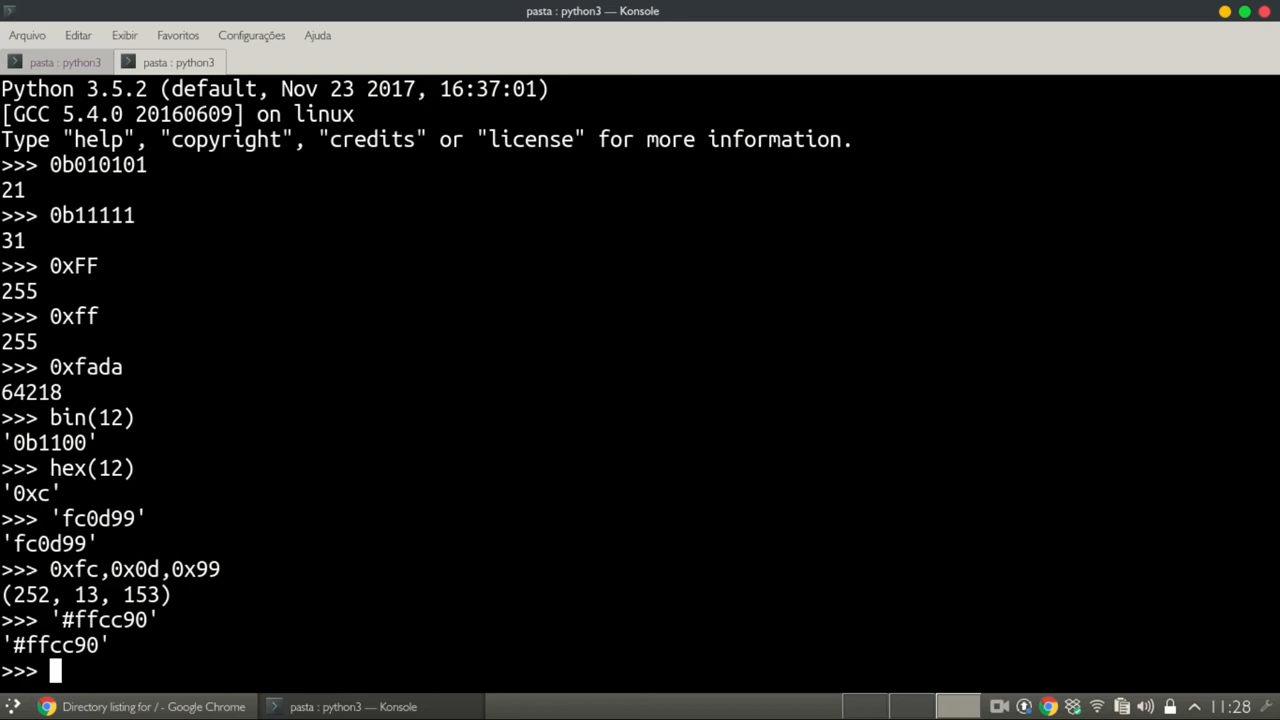 pasta : python3 — Konsole
Arquivo Editar Exibir Favoritos Configurações Ajuda
pasta : python3 pasta : python3
Python 3.5.2 (default, Nov 23 2017, 16:37:01)
[GCC 5.4.0 20160609] on linux
Type "help", "copyright", "credits" or "license" for more information.
>>> 0b010101
21
>>> 0b11111
31
>>> 0xFF
255
>>> 0xff
255
>>> 0xfada
64218
>>> bin(12)
'0b1100'
>>> hex(12)
'0xc'
>>> 'fc0d99'
'fc0d99'
>>> 0xfc,0x0d,0x99
(252, 13, 153)
>>> '#ffcc90'
'#ffcc90'
>>>
Directory listing for / - Google Chrome pasta : python3 — Konsole 11:28